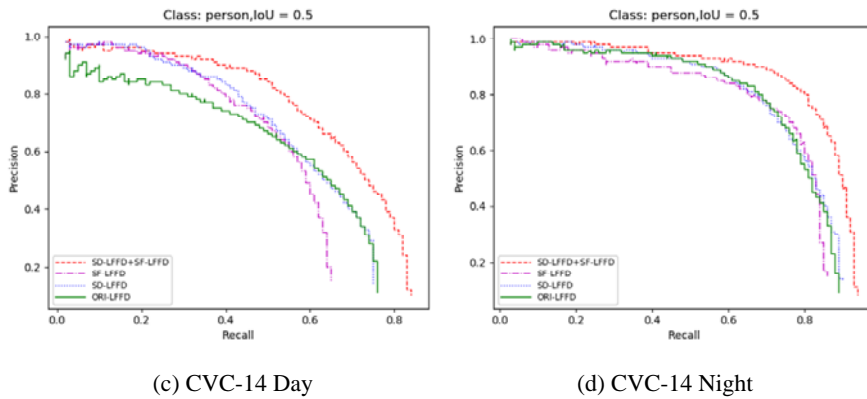 Class: person,IoU = 0.5
1.0
0.8
0.6
0.4
0.2
Precision
SD-LFFD+SF-LFFD
SF-LFFD
SD-LFFD
ORI-LFFD
0.0 0.2 0.4 0.6 0.8
Recall
(c) CVC-14 Day
Class: person,IoU = 0.5
1.0
0.8
0.6
0.4
0.2
Precision
SD-LFFD+SF-LFFD
SF LFFD
SD-LFFD
ORI-LFFD
0.0 0.2 0.4 0.6 0.8
Recall
(d) CVC-14 Night